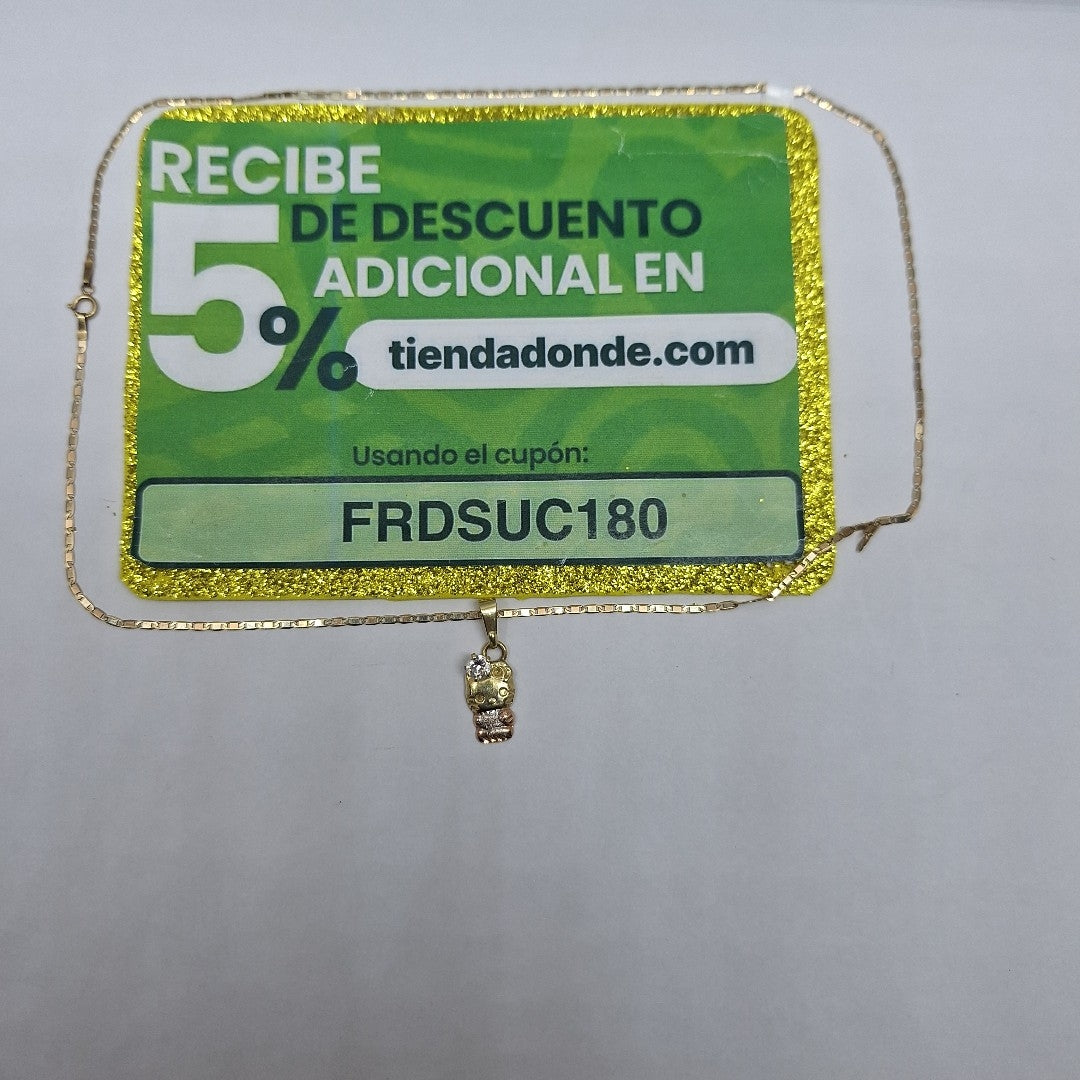 RECIBE
5% DE DESCUENTO
ADICIONAL EN
tiendadonde.com
Usando el cupón:
FRDSUC180